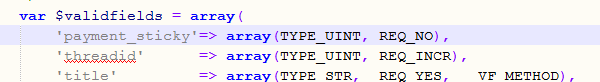 var $validfields = array(
'payment_sticky'=> array(TYPE_UINT, REQ_NO),
'threadid' => array(TYPE_UINT, REQ_INCR),
'title' => array(TYPE_STR, REQ_YES, VF_METHOD),